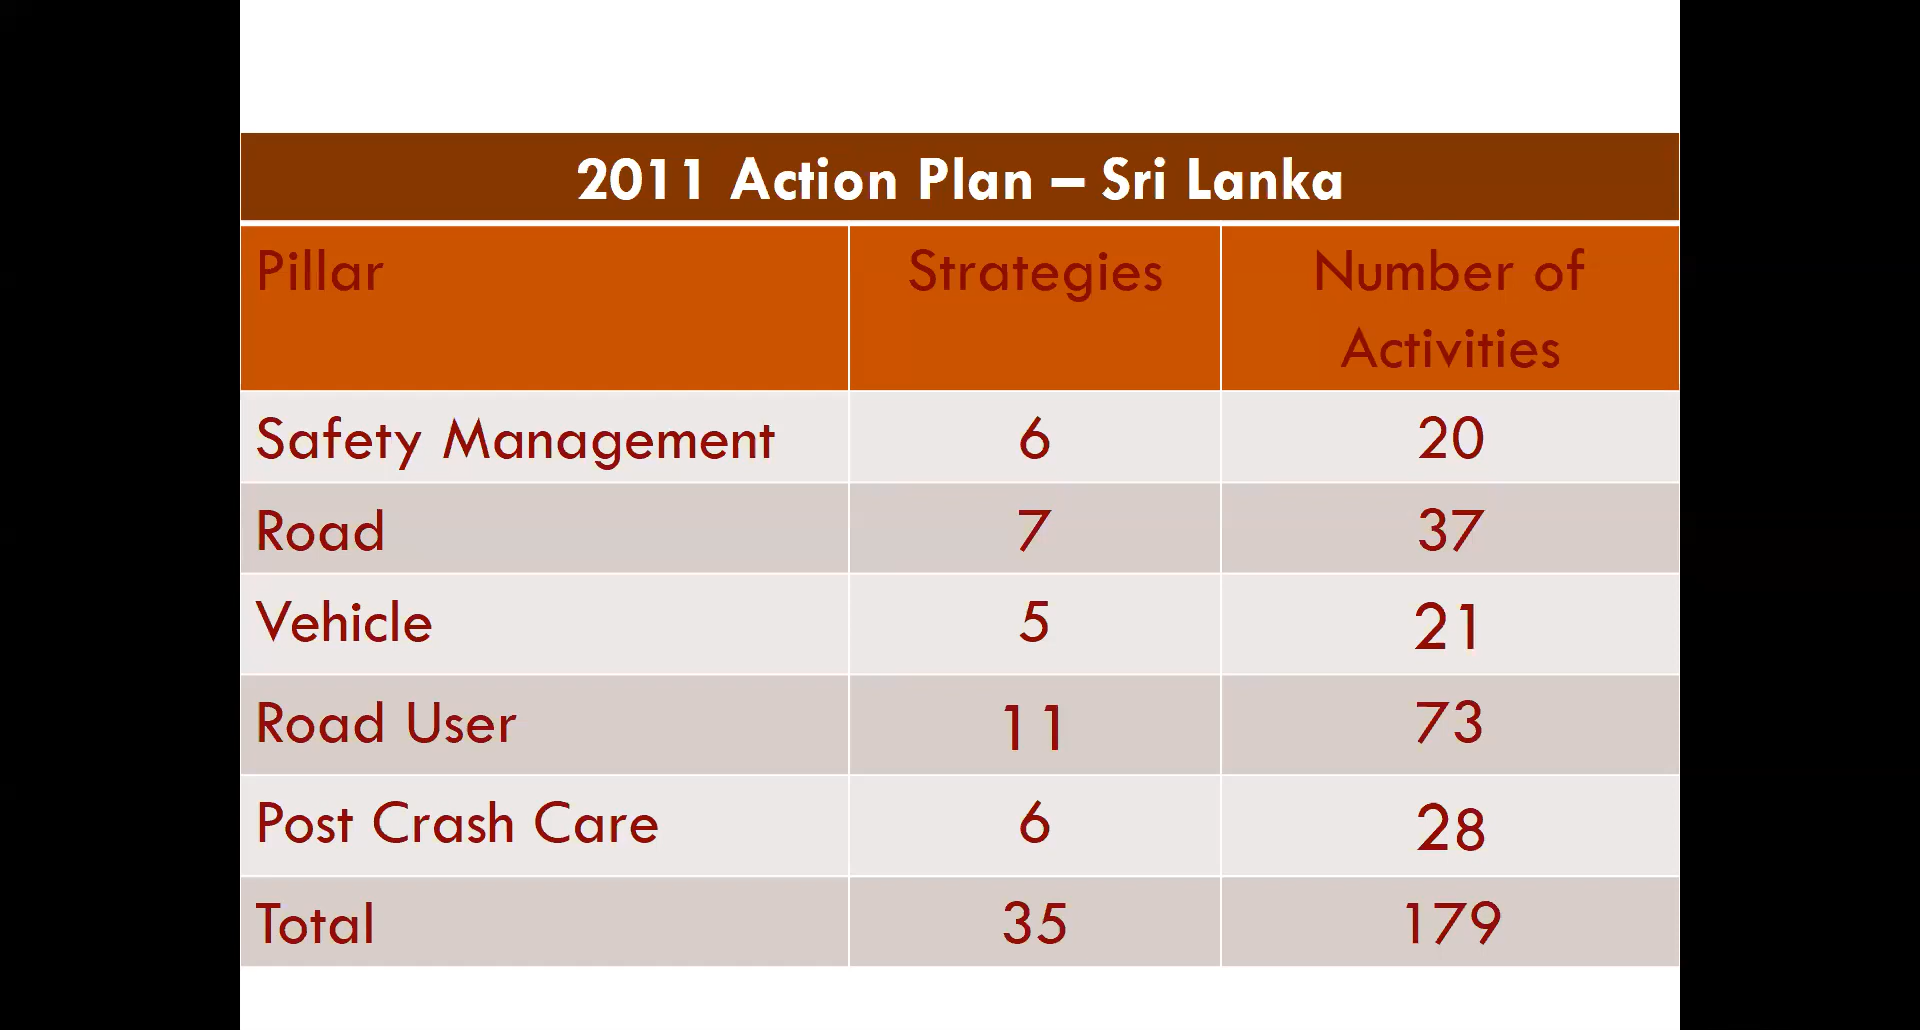 2011 Action Plan – Sri Lanka
Pillar Strategies Number of
Activities
Safety Management 6 20
Road 7 37
Vehicle 5 21
Road User 11 73
Post Crash Care 6 28
Total 35 179